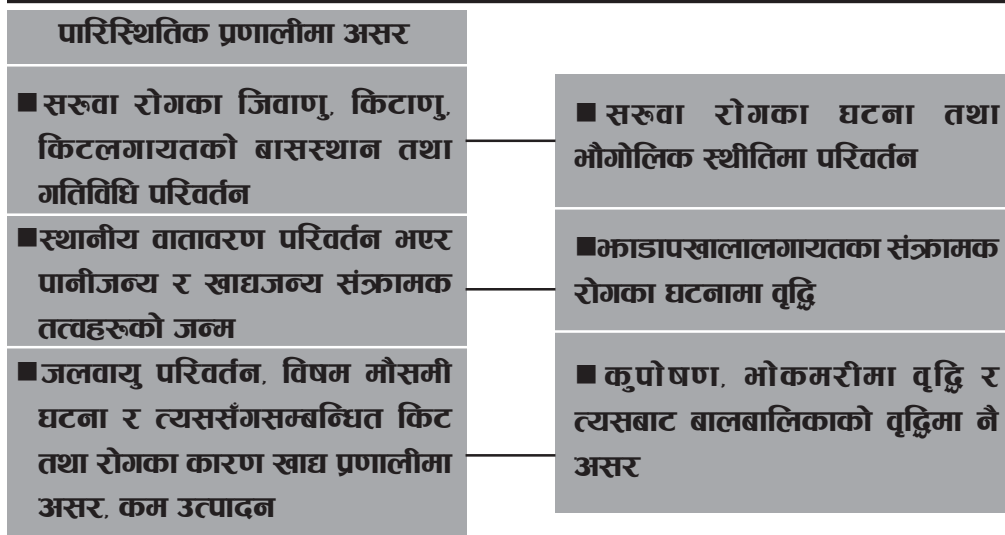 पारिस्थितिक प्रणालीमा असर
■ सरुवा रोगका जिवाणु, किटाणु,
किटलगायतको बासस्थान तथा
गतिविधि परिवर्तन
■स्थानीय वातावरण परिवर्तन भएर
पानीजन्य र खाद्यजन्य संक्रामक
तत्वहरुको जन्म
■जलवायु परिवर्तन, विषम मौसमी
घटना र त्यससँगसम्बन्धित किट
तथा रोगका कारण खाद्य प्रणालीमा
असर, कम उत्पादन
■ सरुवा रोगका घटना तथा
भौगोलिक स्थीतिमा परिवर्तन
■झाडापखालालगायतका संक्रामक
रोगका घटनामा वृद्धि
■ कुपोषण, भोकमरीमा वृद्धि र
त्यसबाट बालबालिकाको वृद्धिमा नै
असर